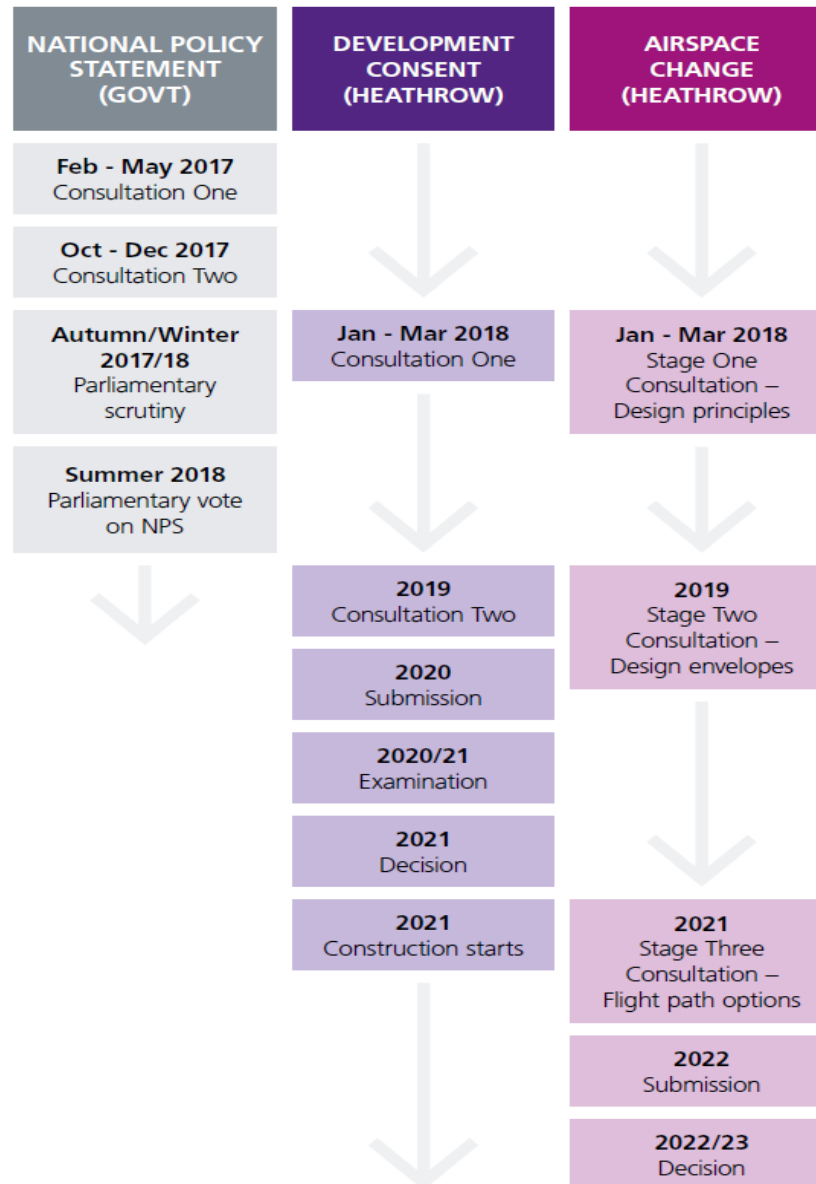 NATIONAL POLICY
STATEMENT
(GOVT)
Feb - May 2017
Consultation One
Oct - Dec 2017
Consultation Two
Autumn/Winter
2017/18
Parliamentary
scrutiny
Summer 2018
Parliamentary vote
on NPS
DEVELOPMENT
CONSENT
(HEATHROW)
Jan - Mar 2018
Consultation One
2019
Consultation Two
2020
Submission
2020/21
Examination
2021
Decision
2021
Construction starts
AIRSPACE
CHANGE
(HEATHROW)
Jan - Mar 2018
Stage One
Consultation –
Design principles
2019
Stage Two
Consultation –
Design envelopes
2021
Stage Three
Consultation –
Flight path options
2022
Submission
2022/23
Decision